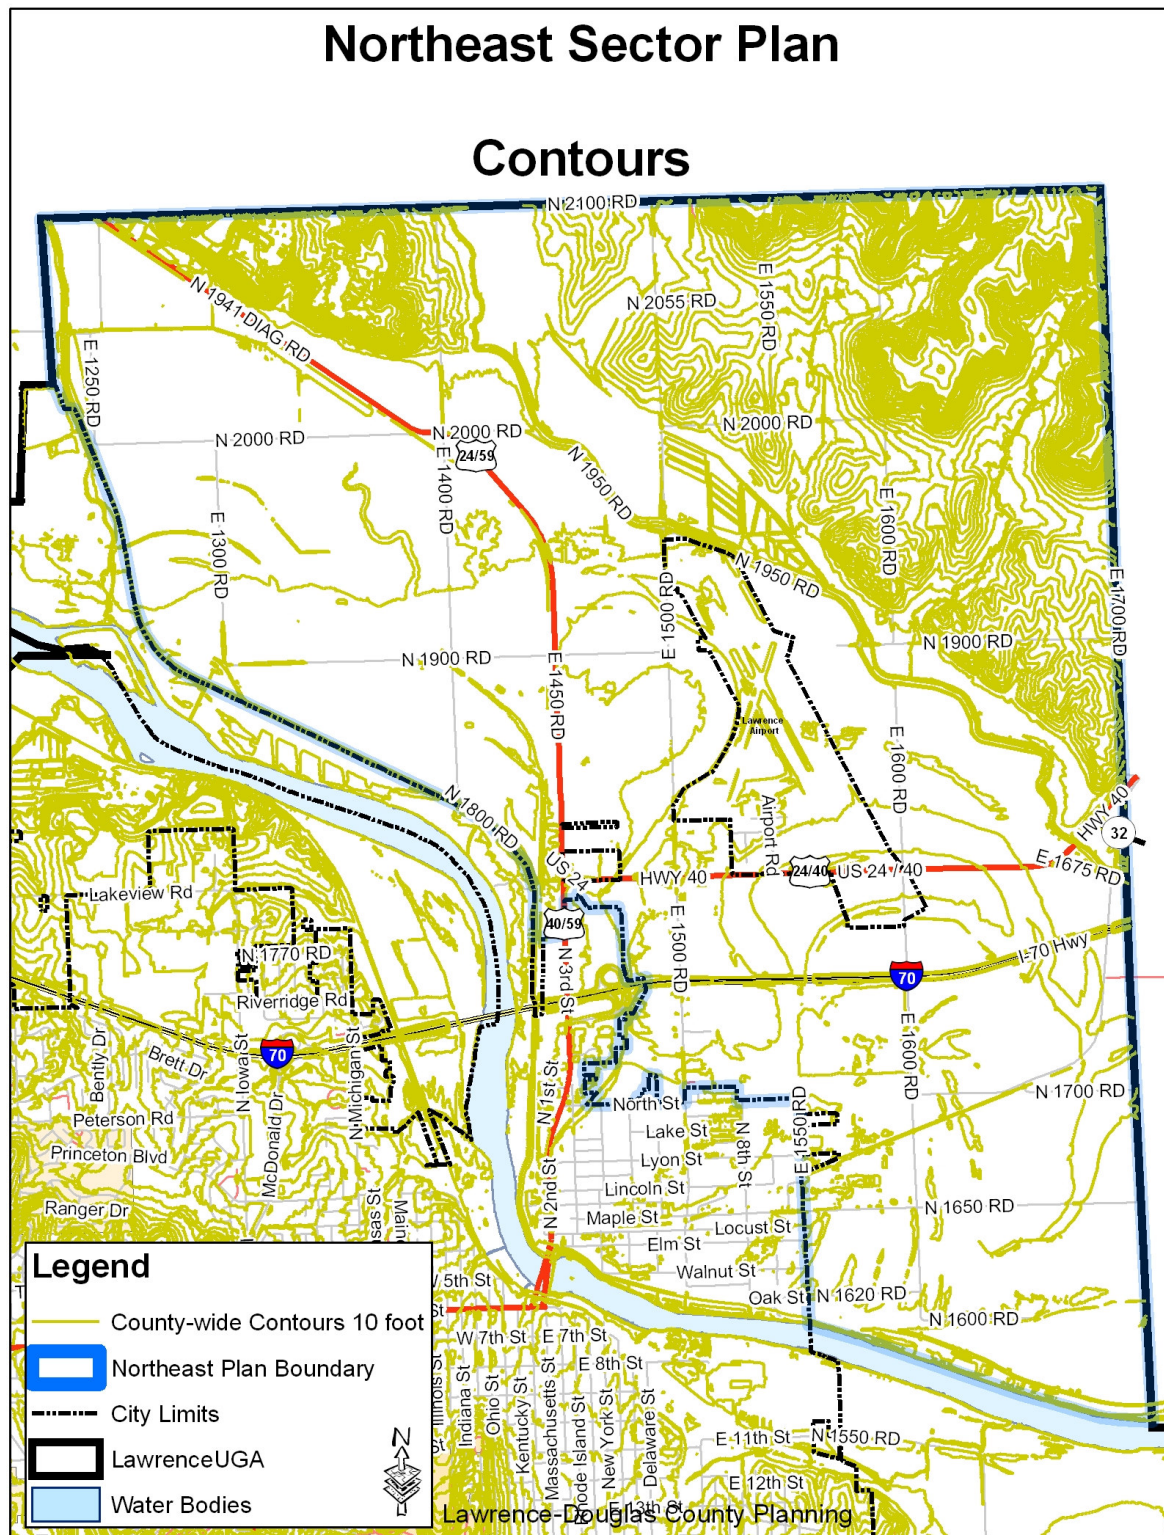 Northeast Sector Plan
Contours
N 2100 RD
N 1941 DIAG RD
N 2055 RD
E 1550 RD
E 1250 RD
N 2000 RD
N 2000 RD
N 2000 RD
24/59
E 1400 RD
N 1950 RD
E 1300 RD
E 1600 RD
N 1950 RD
E 1500 RD
E 1700 RD
N 1900 RD
N 1900 RD
E 1450 RD
Lawrence
Airport
E 1600 RD
N 1800 RD
Airport Rd
HWY 40
32
US 24
HWY 40
24/40
US 24 / 40
E 1675 RD
Lakeview Rd
40/59
E 1500 RD
N 1770 RD
N 3rd St
I-70 Hwy
70
Riverridge Rd
70
Bently Dr
Brett Dr
N Iowa St
N Michigan St
E 1600 RD
N 1st St
N 1700 RD
Peterson Rd
McDonald Dr
North St
E 1550 RD
Lake St
N 8th St
Princeton Blvd
Lyon St
Ranger Dr
Lincoln St
N 2nd St
Maple St
Locust St
N 1650 RD
Elm St
Walnut St
Oak St
N 1620 RD
N 1600 RD
W 7th St
E 7th St
E 8th St
Indiana St
Ohio St
Kentucky St
Massachusetts St
New York St
Delaware St
E 11th St
N 1550 RD
E 12th St
E 13th St
Legend
County-wide Contours 10 foot
Northeast Plan Boundary
City Limits
LawrenceUGA
Water Bodies
N
Lawrence-Douglas County Planning